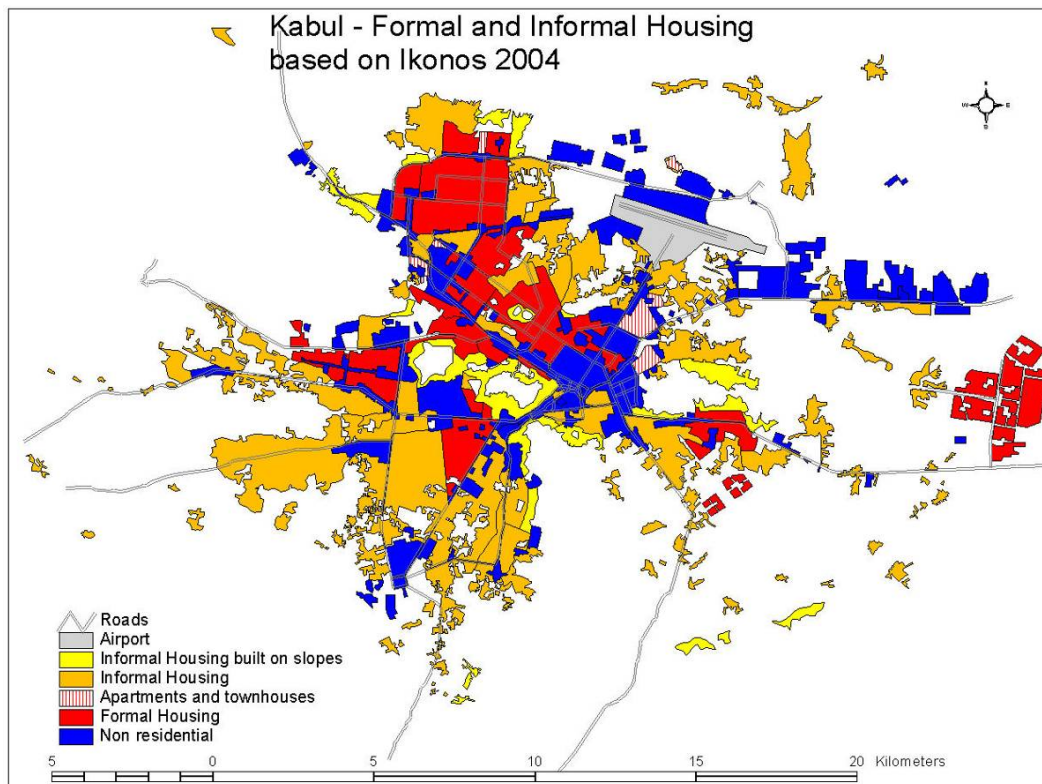 Kabul - Formal and Informal Housing
based on Ikonos 2004
N
W E
S
Roads
Airport
Informal Housing built on slopes
Informal Housing
Apartments and townhouses
Formal Housing
Non residential
5 0 5 10 15 20 Kilometers